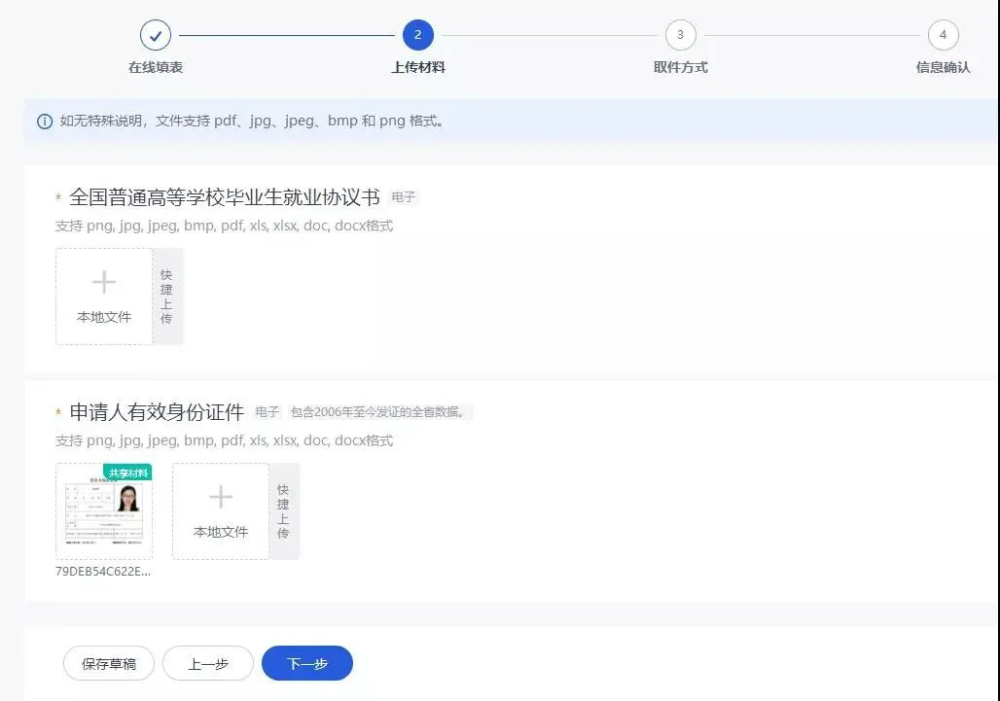 2
3
4
在线填表
上传材料
取件方式
信息确认
如无特殊说明，文件支持 pdf、jpg、jpeg、bmp 和 png 格式。
* 全国普通高等学校毕业生就业协议书 电子
支持 png, jpg, jpeg, bmp, pdf, xls, xlsx, doc, docx格式
本地文件
快捷上传
* 申请人有效身份证件 电子 包含2006年至今发证的全省数据。
支持 png, jpg, jpeg, bmp, pdf, xls, xlsx, doc, docx格式
共享材料
本地文件
快捷上传
79DEB54C622E...
保存草稿
上一步
下一步